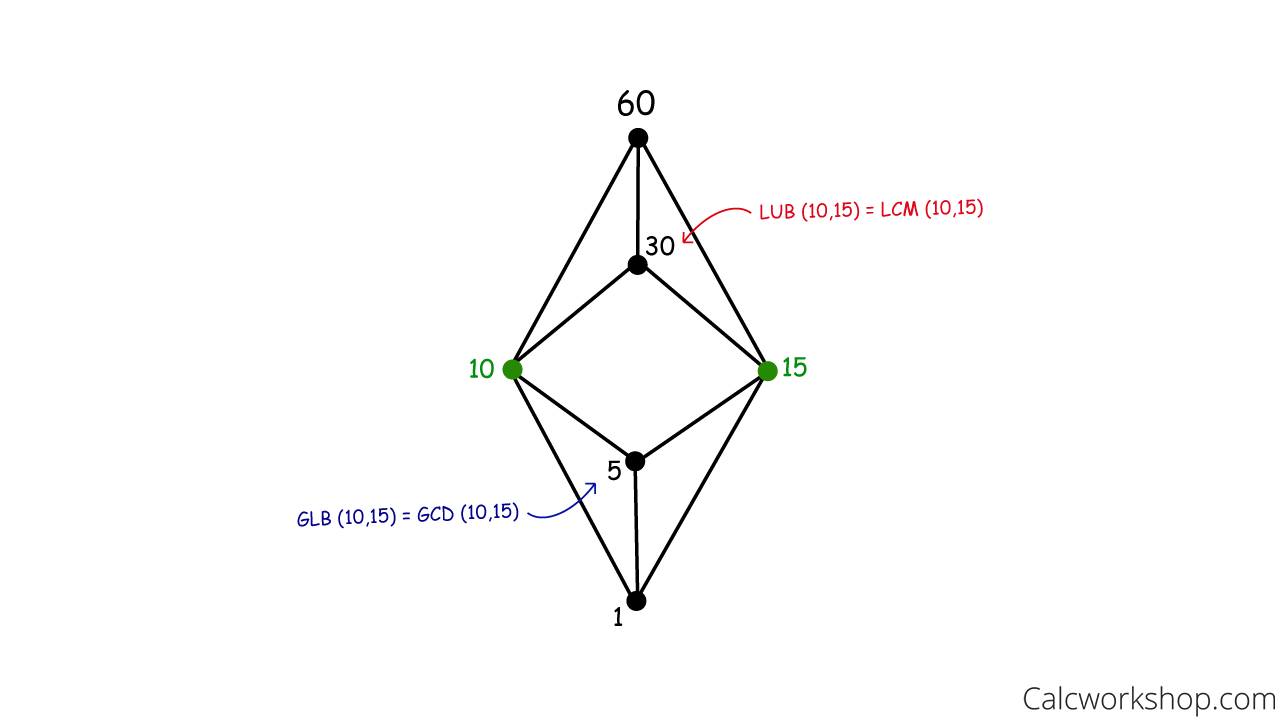 60
LUB (10,15) = LCM (10,15)
30
10
15
5
GLB (10,15) = GCD (10,15)
1
Calcworkshop.com